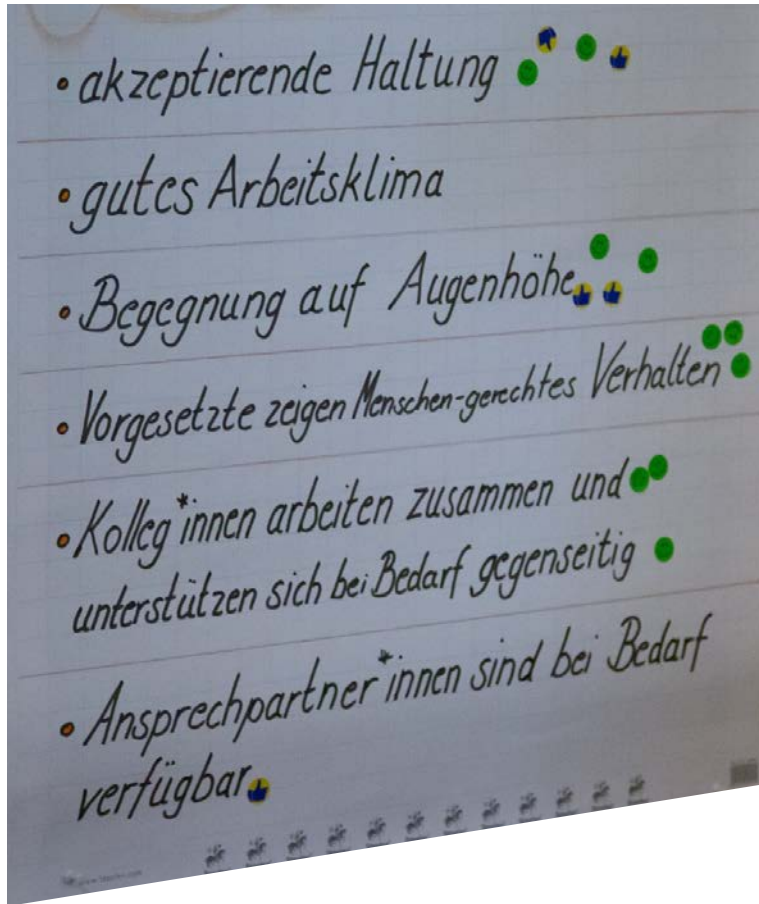 • akzeptierende Haltung
• gutes Arbeitsklima
• Begegnung auf Augenhöhe
• Vorgesetzte zeigen Menschen-gerechtes Verhalten
• Kolleg*innen arbeiten zusammen und
unterstützen sich bei Bedarf gegenseitig
• Ansprechpartner*innen sind bei Bedarf
verfügbar